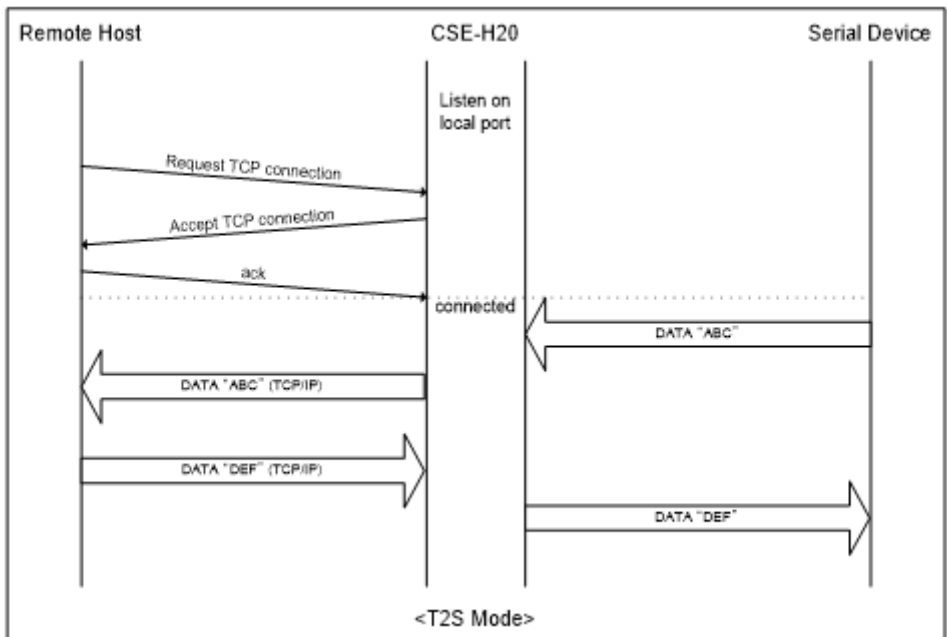 Remote Host
CSE-H20
Serial Device
Listen on
local port
Request TCP connection
Accept TCP connection
ack
connected
DATA "ABC"
DATA "ABC" (TCP/IP)
DATA "DEF" (TCP/IP)
DATA "DEF"
<T2S Mode>